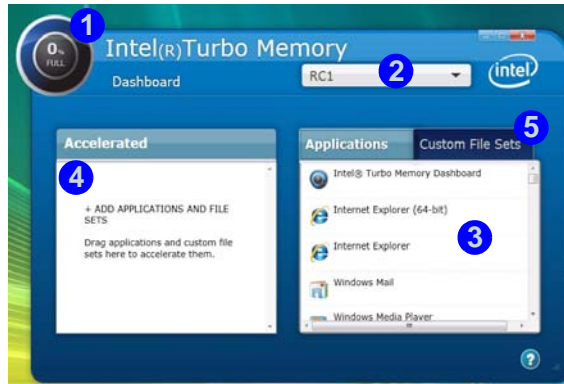 1
0%
FULL
Intel(R)Turbo Memory
Dashboard
RC1
2
intel
5
Accelerated
Applications
Custom File Sets
4
+ ADD APPLICATIONS AND FILE
SETS
Drag applications and custom file
sets here to accelerate them.
Intel® Turbo Memory Dashboard
Internet Explorer (64-bit)
3
Internet Explorer
Windows Mail
Windows Media Player
?